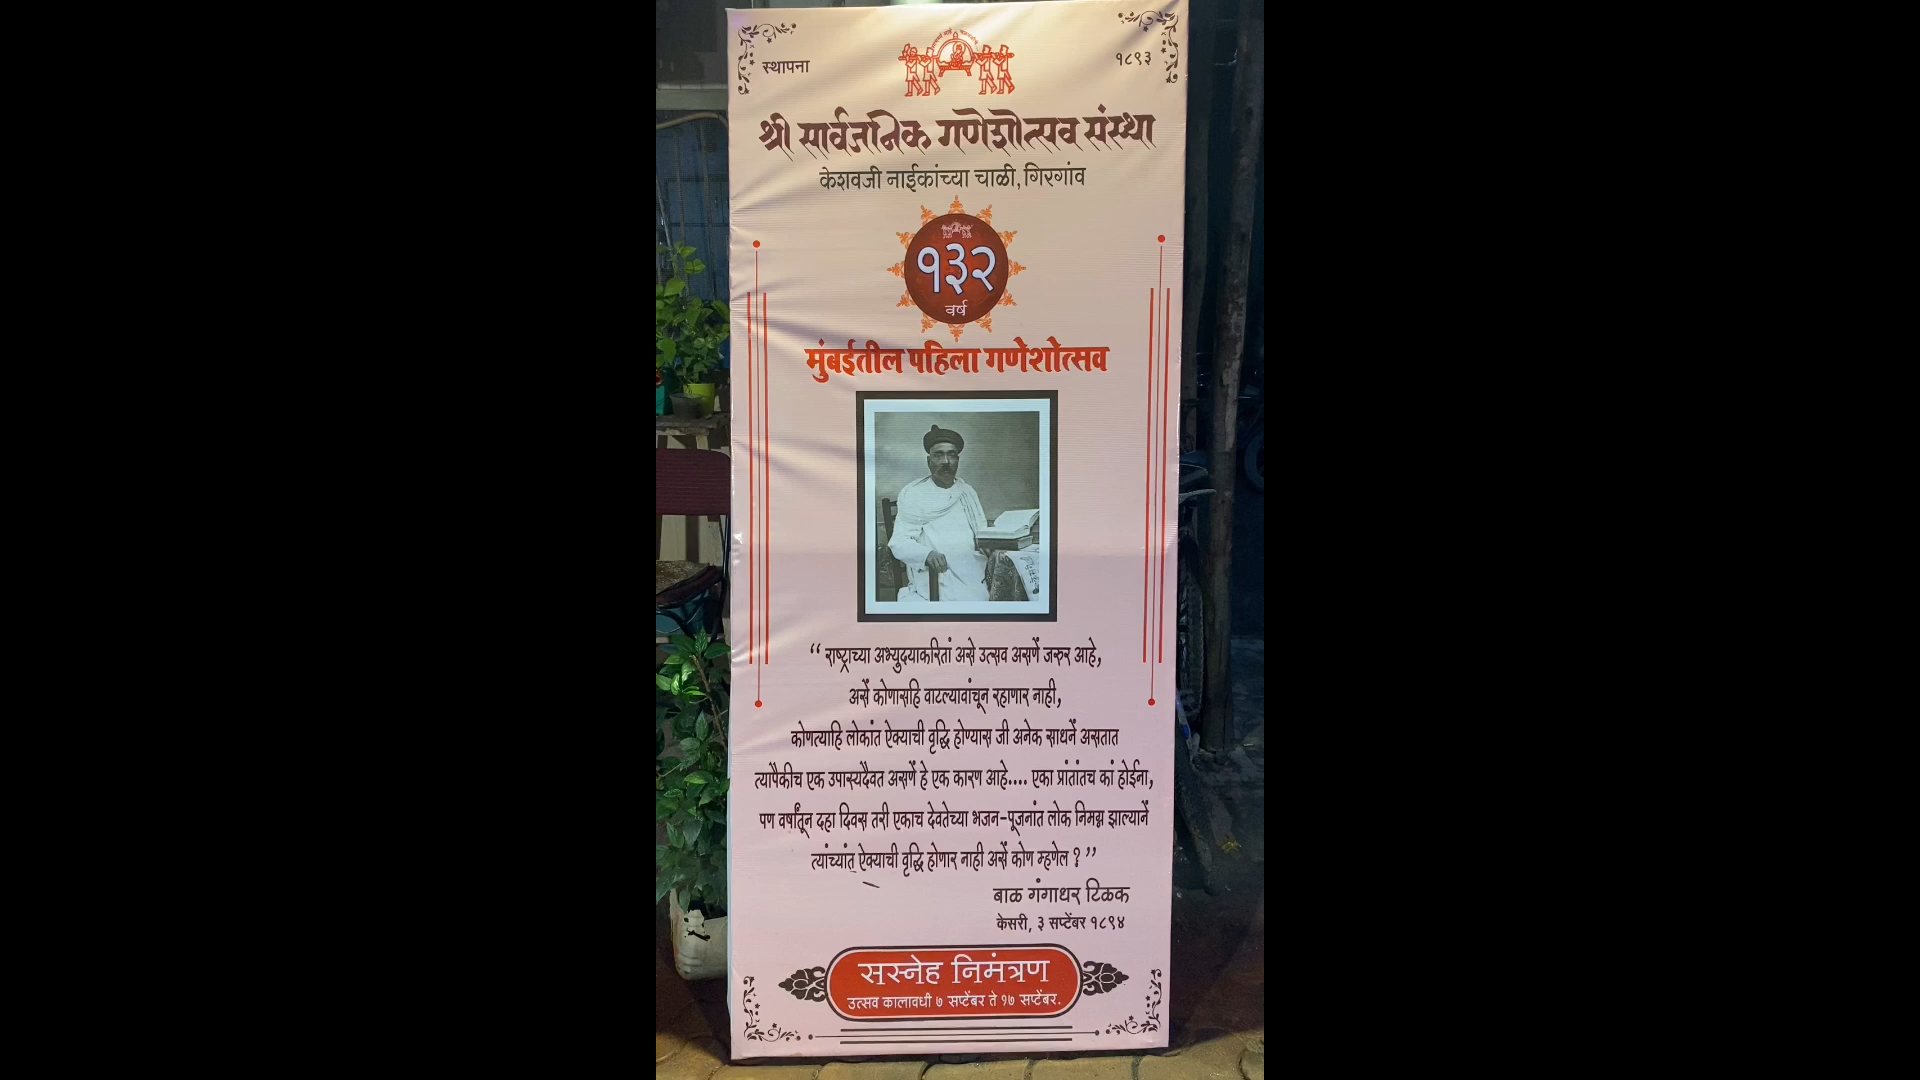 स्थापना
१८९३
श्री सार्वजनिक गणेशोत्सव संस्था
केशवजी नाईकांच्या चाळी, गिरगांव
१३२
वर्ष
मुंबईतील पहिला गणेशोत्सव
“ राष्ट्राच्या अभ्युदयाकरितां असे उत्सव असणें जरुर आहे,
असें कोणासहि वाटल्यावांचून रहाणार नाही,
कोणत्याहि लोकांत ऐक्याची वृद्धि होण्यास जी अनेक साधनें असतात
त्यांपैकीच एक उपास्यदैवत असणें हे एक कारण आहे.... एका प्रांतांतच कां होईना,
पण वर्षांतून दहा दिवस तरी एकाच देवतेच्या भजन-पूजनांत लोक निमग्न झाल्यानें
त्यांच्यांत ऐक्याची वृद्धि होणार नाही असें कोण म्हणेल ? ”
बाळ गंगाधर टिळक
केसरी, ३ सप्टेंबर १८९४
सस्नेह निमंत्रण
उत्सव कालावधी ७ सप्टेंबर ते १७ सप्टेंबर.